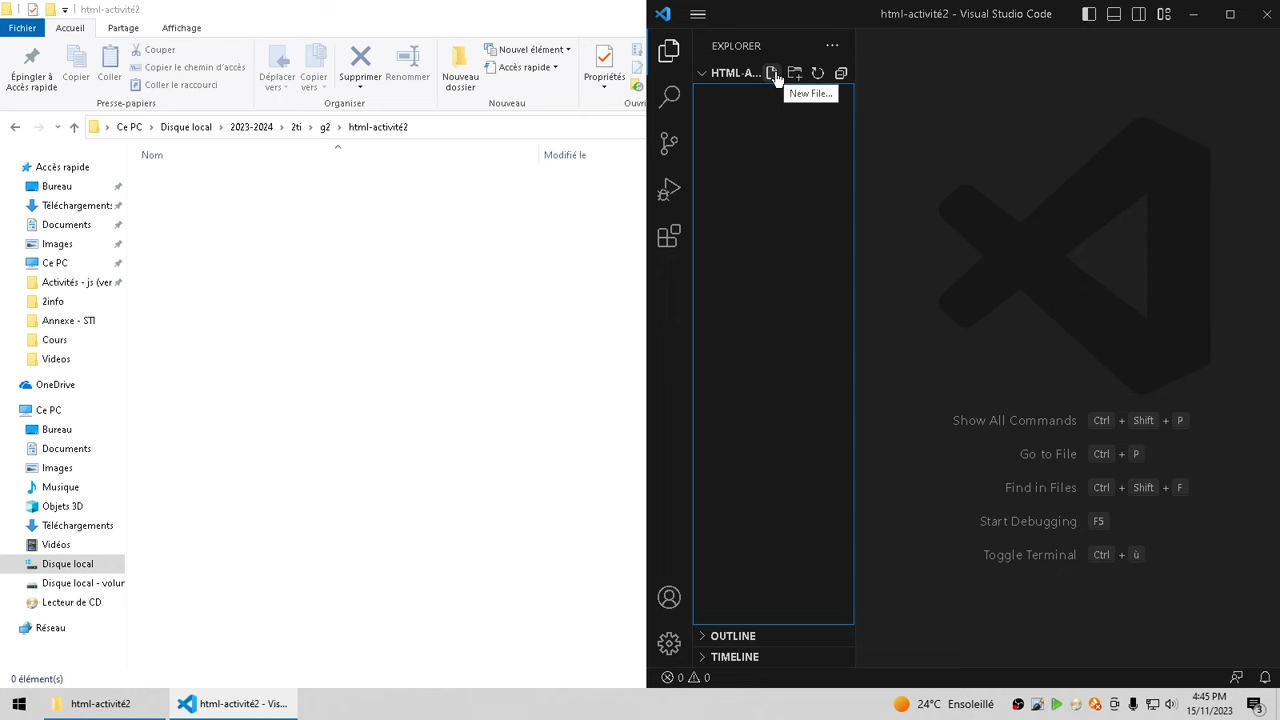 html-activité2
Fichier Accueil Partage Affichage
Épingler à Accès rapide
Copier
Coller
Couper
Copier le chemin d'accès
Coller le raccourci
Presse-papiers
Déplacer vers
Copier vers
Supprimer
Renommer
Organiser
Nouveau dossier
Nouvel élément
Accès rapide
Nouveau
Propriétés
Ouvri
Ce PC > Disque local > 2023-2024 > 2ti > g2 > html-activité2
Nom Modifié le
Accès rapide
Bureau
Téléchargement:
Documents
Images
Ce PC
Activités - js (ver
2info
Annexe - STI
Cours
Videos
OneDrive
Ce PC
Bureau
Documents
Images
Musique
Objets 3D
Téléchargements
Vidéos
Disque local
Disque local - volur
Lecteur de CD
Réseau
0 élément(s)
html-activité2 - Visual Studio Code
EXPLORER
HTML-A...
New File...
Show All Commands Ctrl + Shift + P
Go to File Ctrl + P
Find in Files Ctrl + Shift + F
Start Debugging F5
Toggle Terminal Ctrl + ù
OUTLINE
TIMELINE
0 0
html-activité2
html-activité2 - Vis...
24°C Ensoleillé
4:45 PM
15/11/2023
3